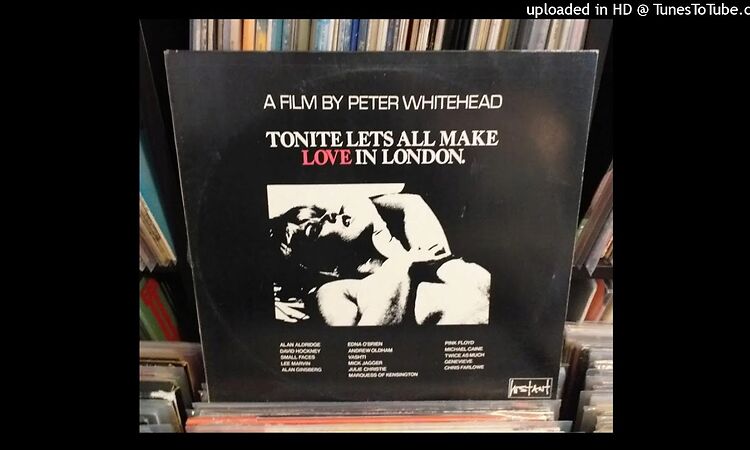 uploaded in HD @ TunesToTube.c
A FILM BY PETER WHITEHEAD
TONITE LETS ALL MAKE
LOVE IN LONDON.
ALAN ALDRIDGE
DAVID HOCKNEY
SMALL FACES
LEE MARVIN
ALAN GINSBERG
EDNA O'BRIEN
ANDREW OLDHAM
VASHTI
MICK JAGGER
JULIE CHRISTIE
MARQUESS OF KENSINGTON
PINK FLOYD
MICHAEL CAINE
TWICE AS MUCH
GENEVIEVE
CHRIS FARLOWE
INSTANT